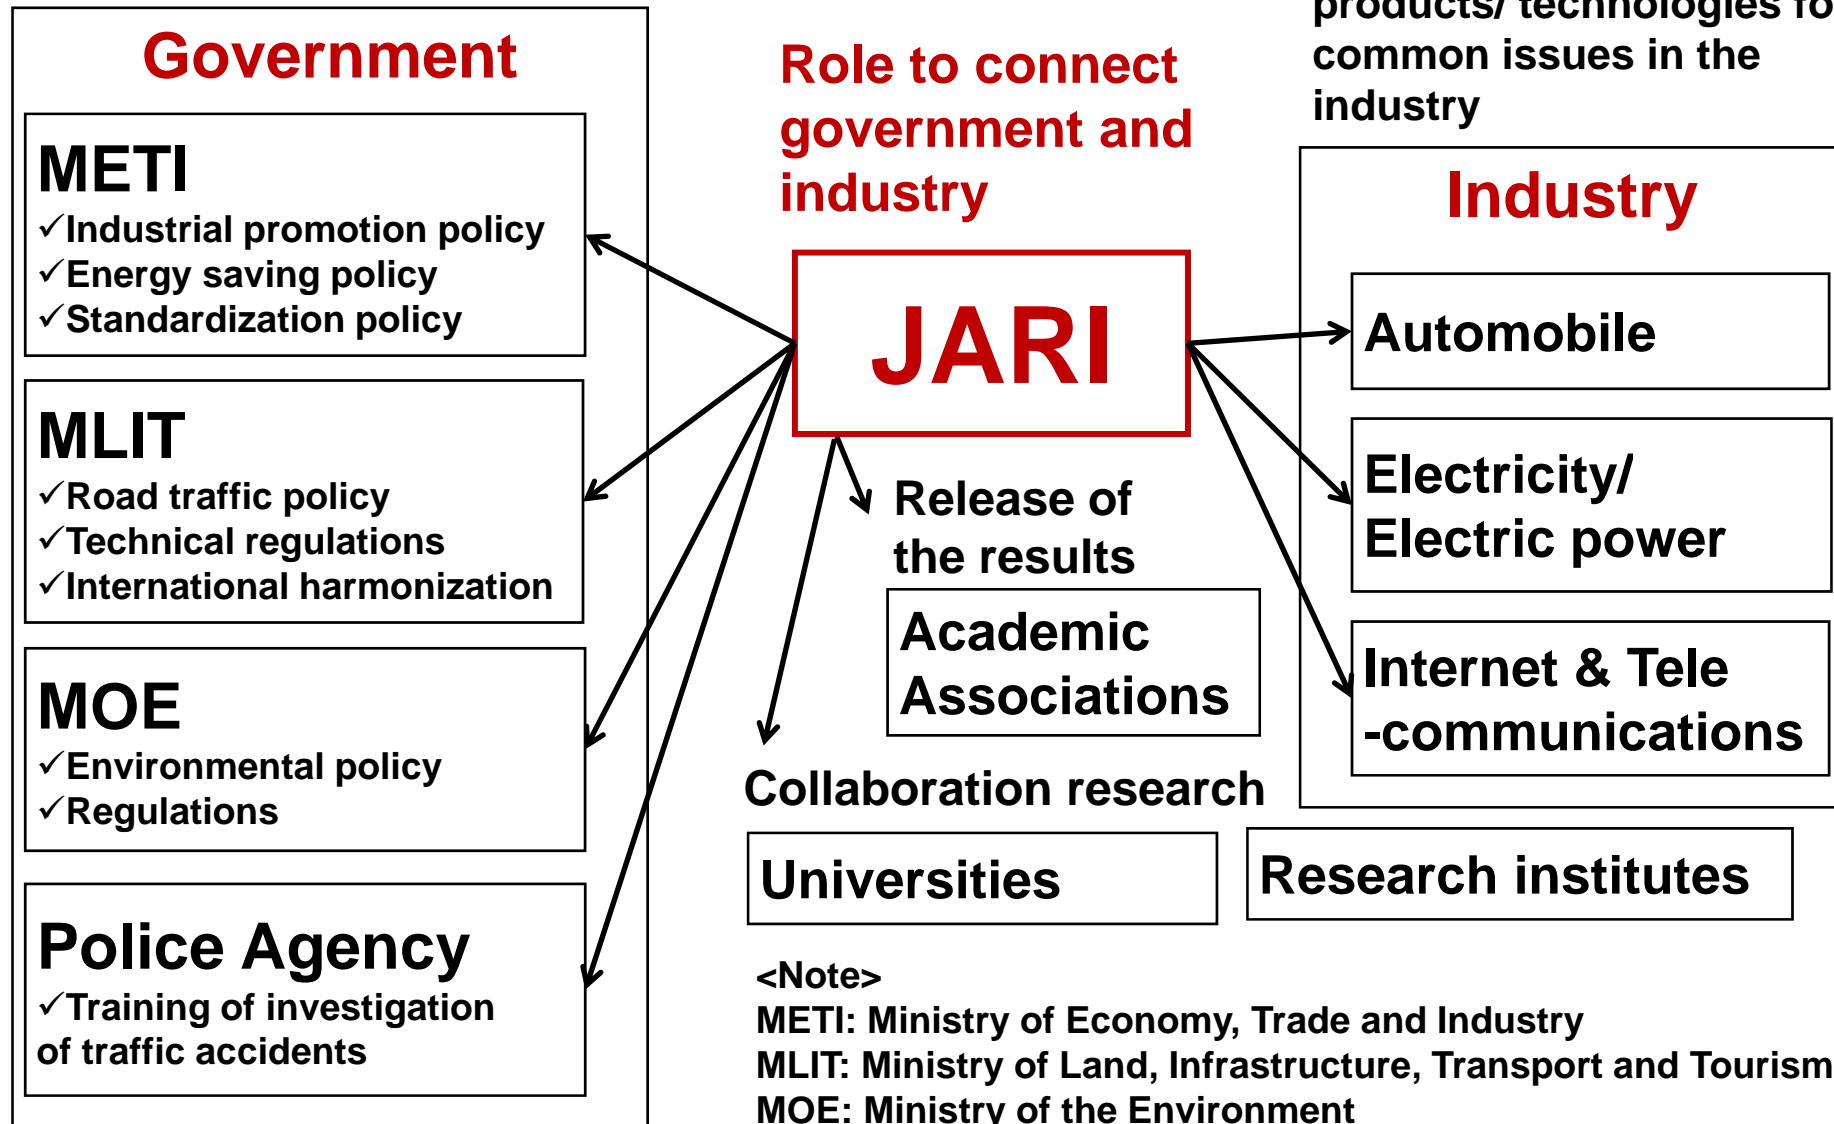 Government
METI
✓Industrial promotion policy
✓Energy saving policy
✓Standardization policy
MLIT
✓Road traffic policy
✓Technical regulations
✓International harmonization
MOE
✓Environmental policy
✓Regulations
Police Agency
✓Training of investigation
of traffic accidents
Role to connect
government and
industry
JARI
Release of
the results
Academic
Associations
Collaboration research
Universities
Research institutes
products/ technologies fo
common issues in the
industry
Industry
Automobile
Electricity/
Electric power
Internet & Tele
-communications
<Note>
METI: Ministry of Economy, Trade and Industry
MLIT: Ministry of Land, Infrastructure, Transport and Tourism
MOE: Ministry of the Environment